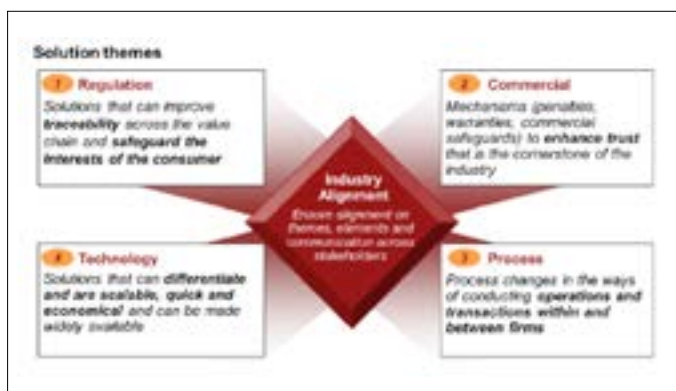 Solution themes
1 Regulation
Solutions that can improve
traceability across the value
chain and safeguard the
interests of the consumer
2 Commercial
Mechanisms (penalties,
warranties, commercial
safeguards) to enhance trust
that is the cornerstone of the
industry
Industry
Alignment
Ensure alignment on
themes, elements and
communication across
stakeholders
4 Technology
Solutions that can differentiate
and are scalable, quick and
economical and can be made
widely available
3 Process
Process changes in the ways
of conducting operations and
transactions within and
between firms